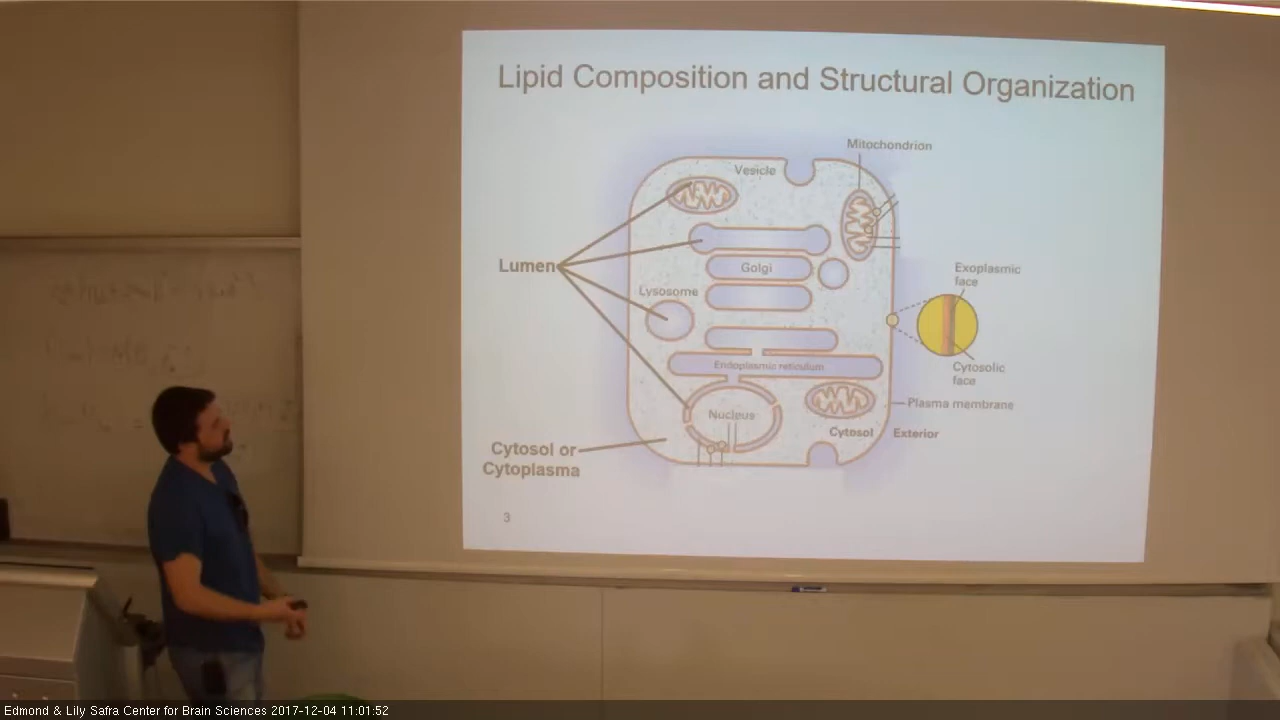 Lipid Composition and Structural Organization
Mitochondrion
Vesicle
Lumen
Golgi
Exoplasmic
face
Lysosome
Endoplasmic reticulum
Cytosolic
face
Nucleus
Plasma membrane
Cytosol
Exterior
Cytosol or
Cytoplasma
3
Edmond & Lily Safra Center for Brain Sciences 2017-12-04 11:01:52